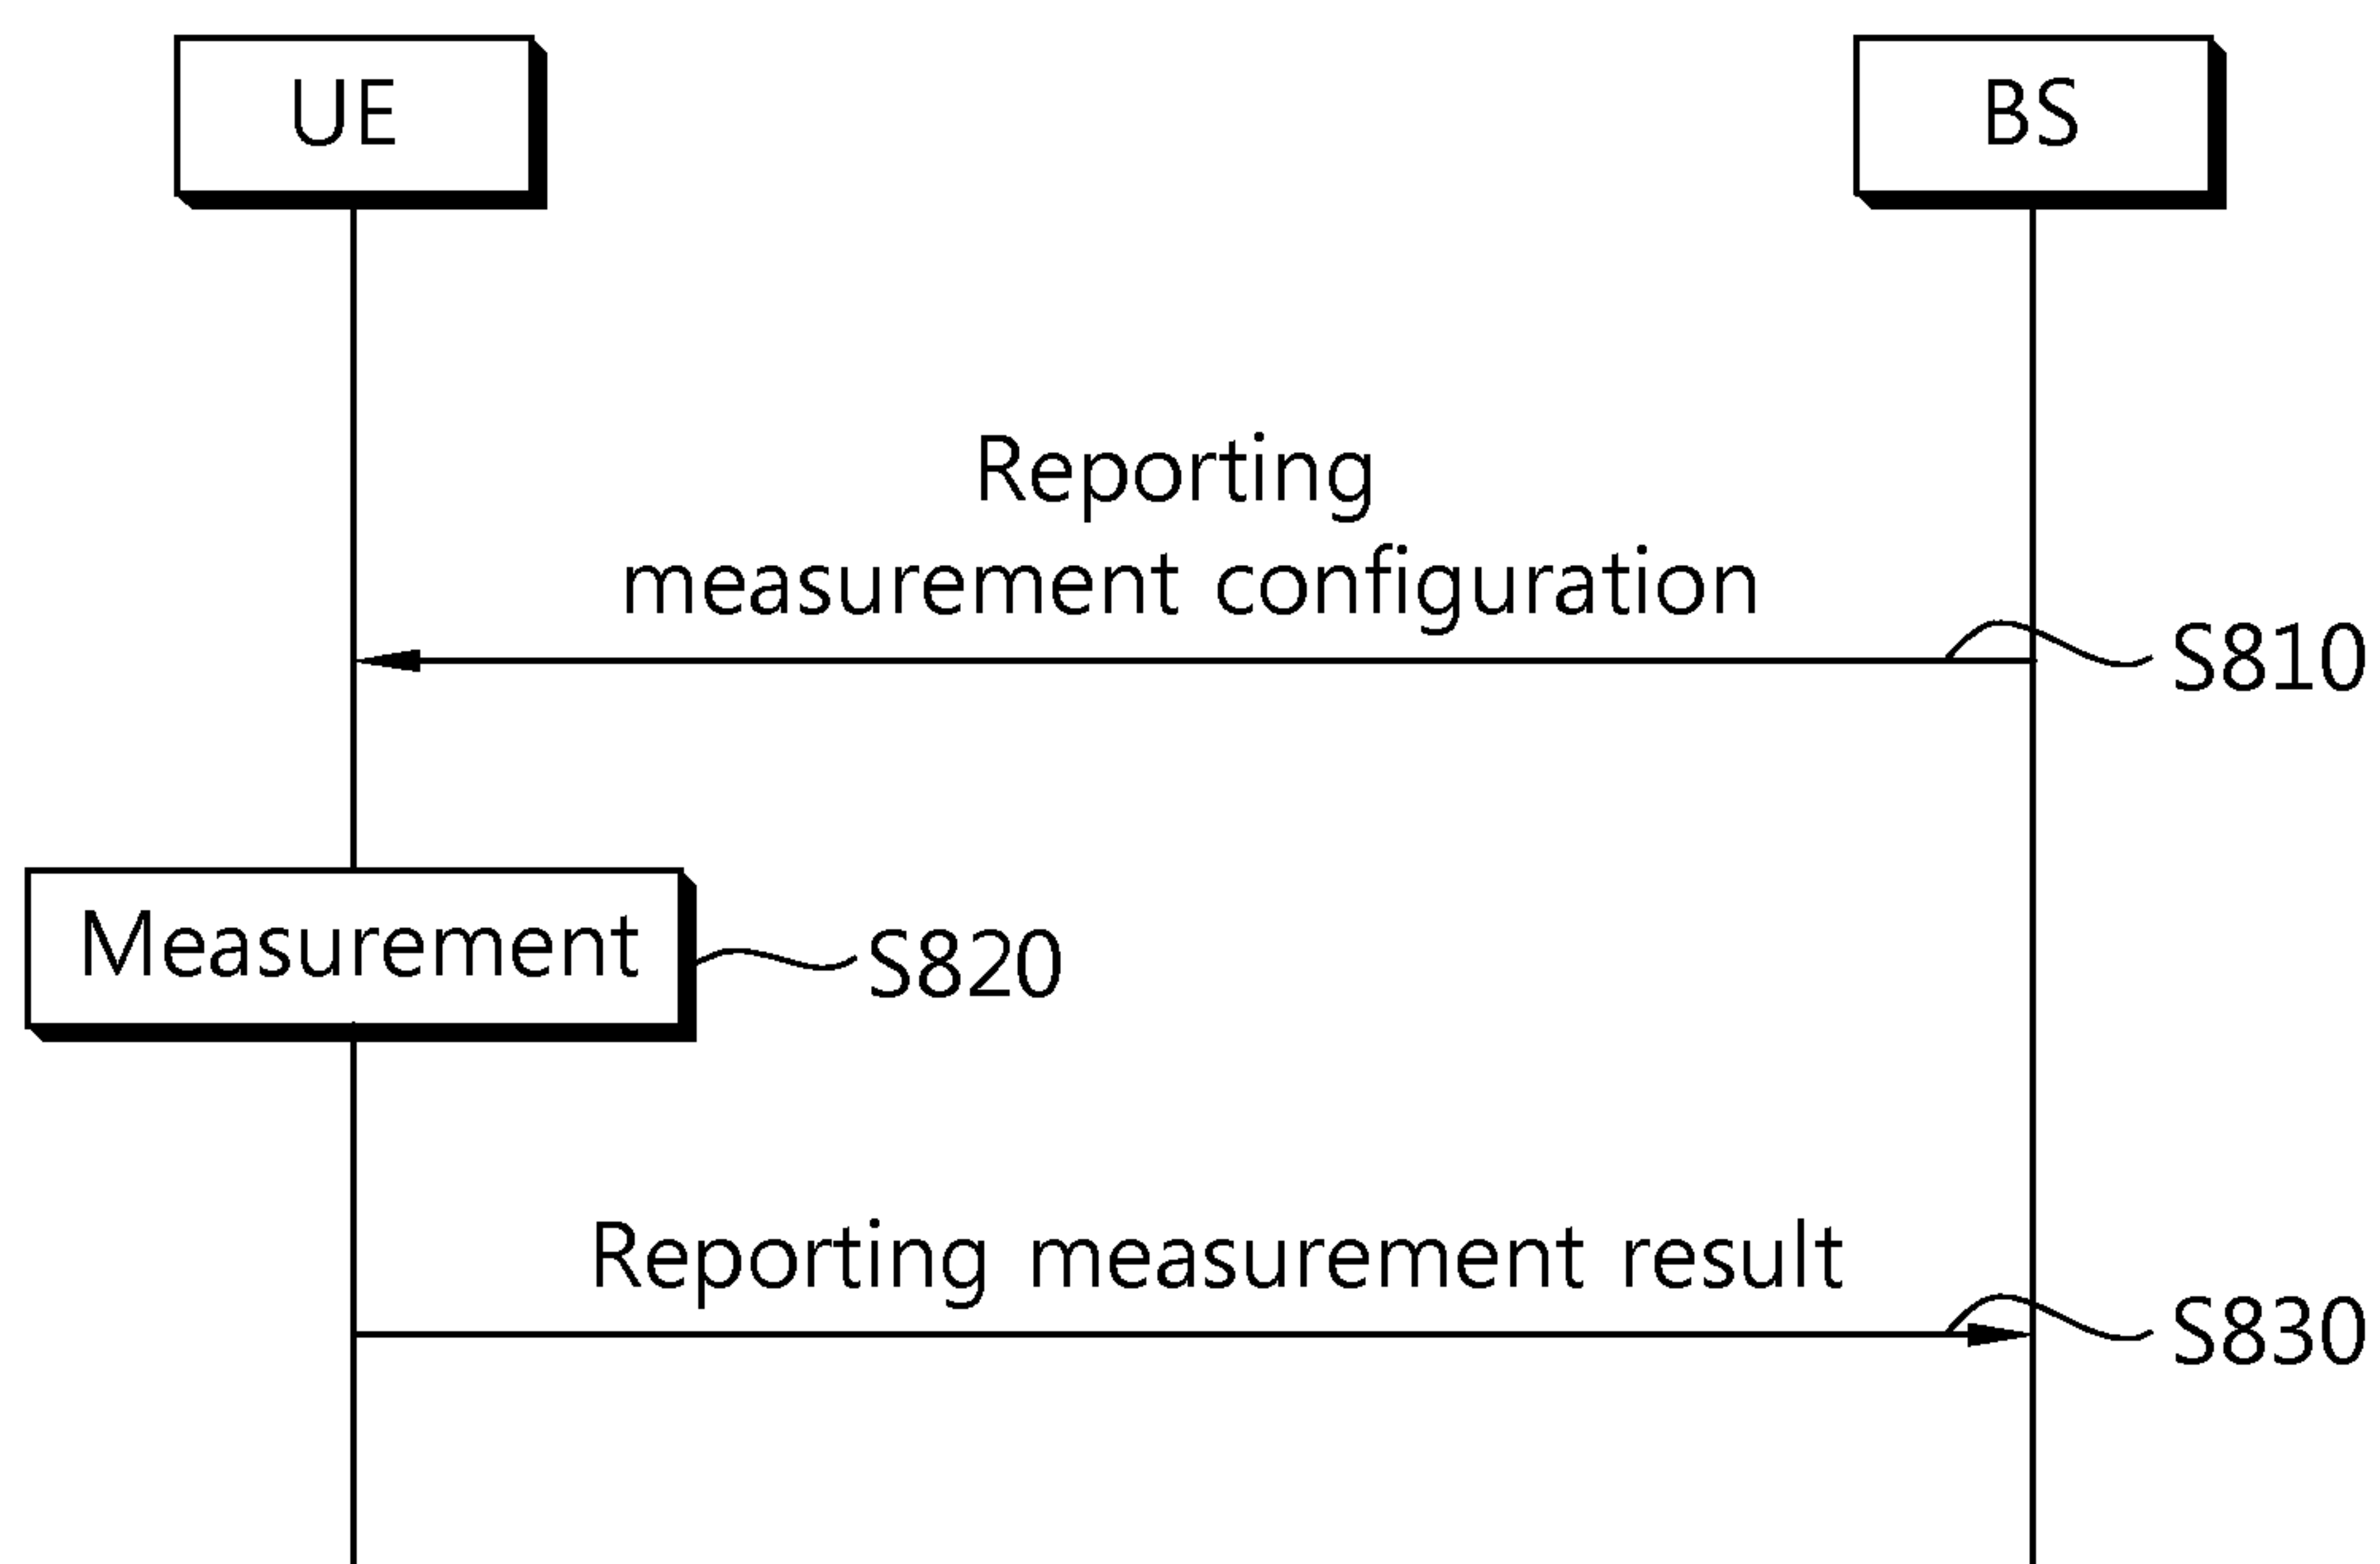 UE
BS
Reporting
measurement configuration
S810
Measurement
S820
Reporting measurement result
S830